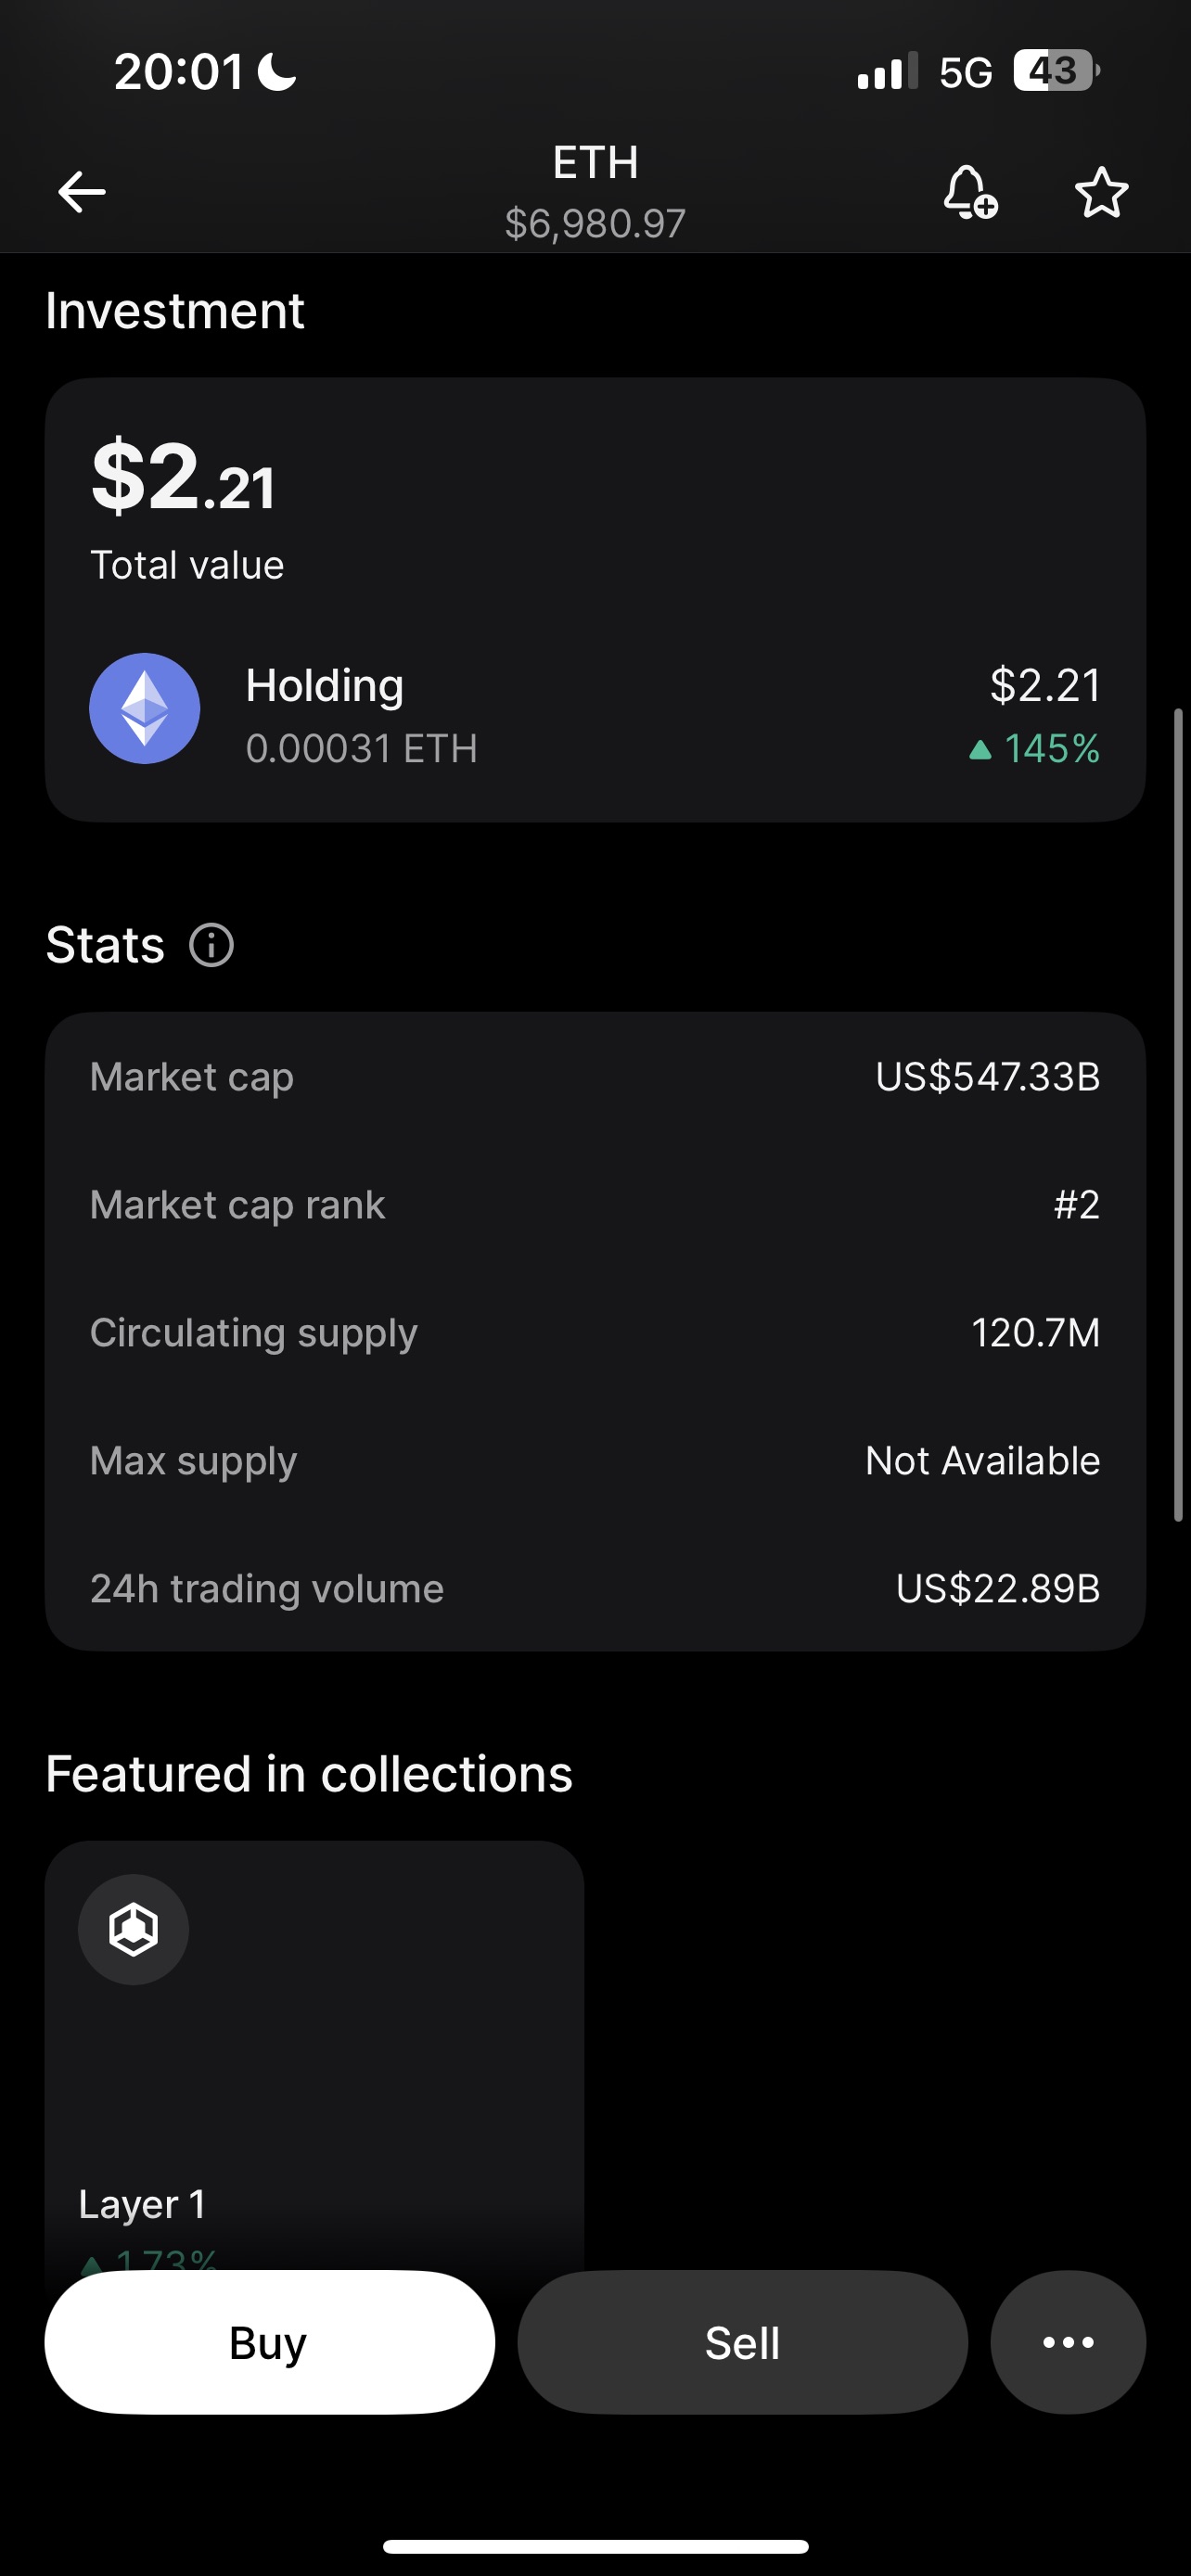 20:01
5G 43
ETH
$6,980.97
Investment
$2.21
Total value
Holding $2.21
0.00031 ETH 145%
Stats
Market cap US$547.33B
Market cap rank #2
Circulating supply 120.7M
Max supply Not Available
24h trading volume US$22.89B
Featured in collections
Layer 1
1.73%
Buy Sell